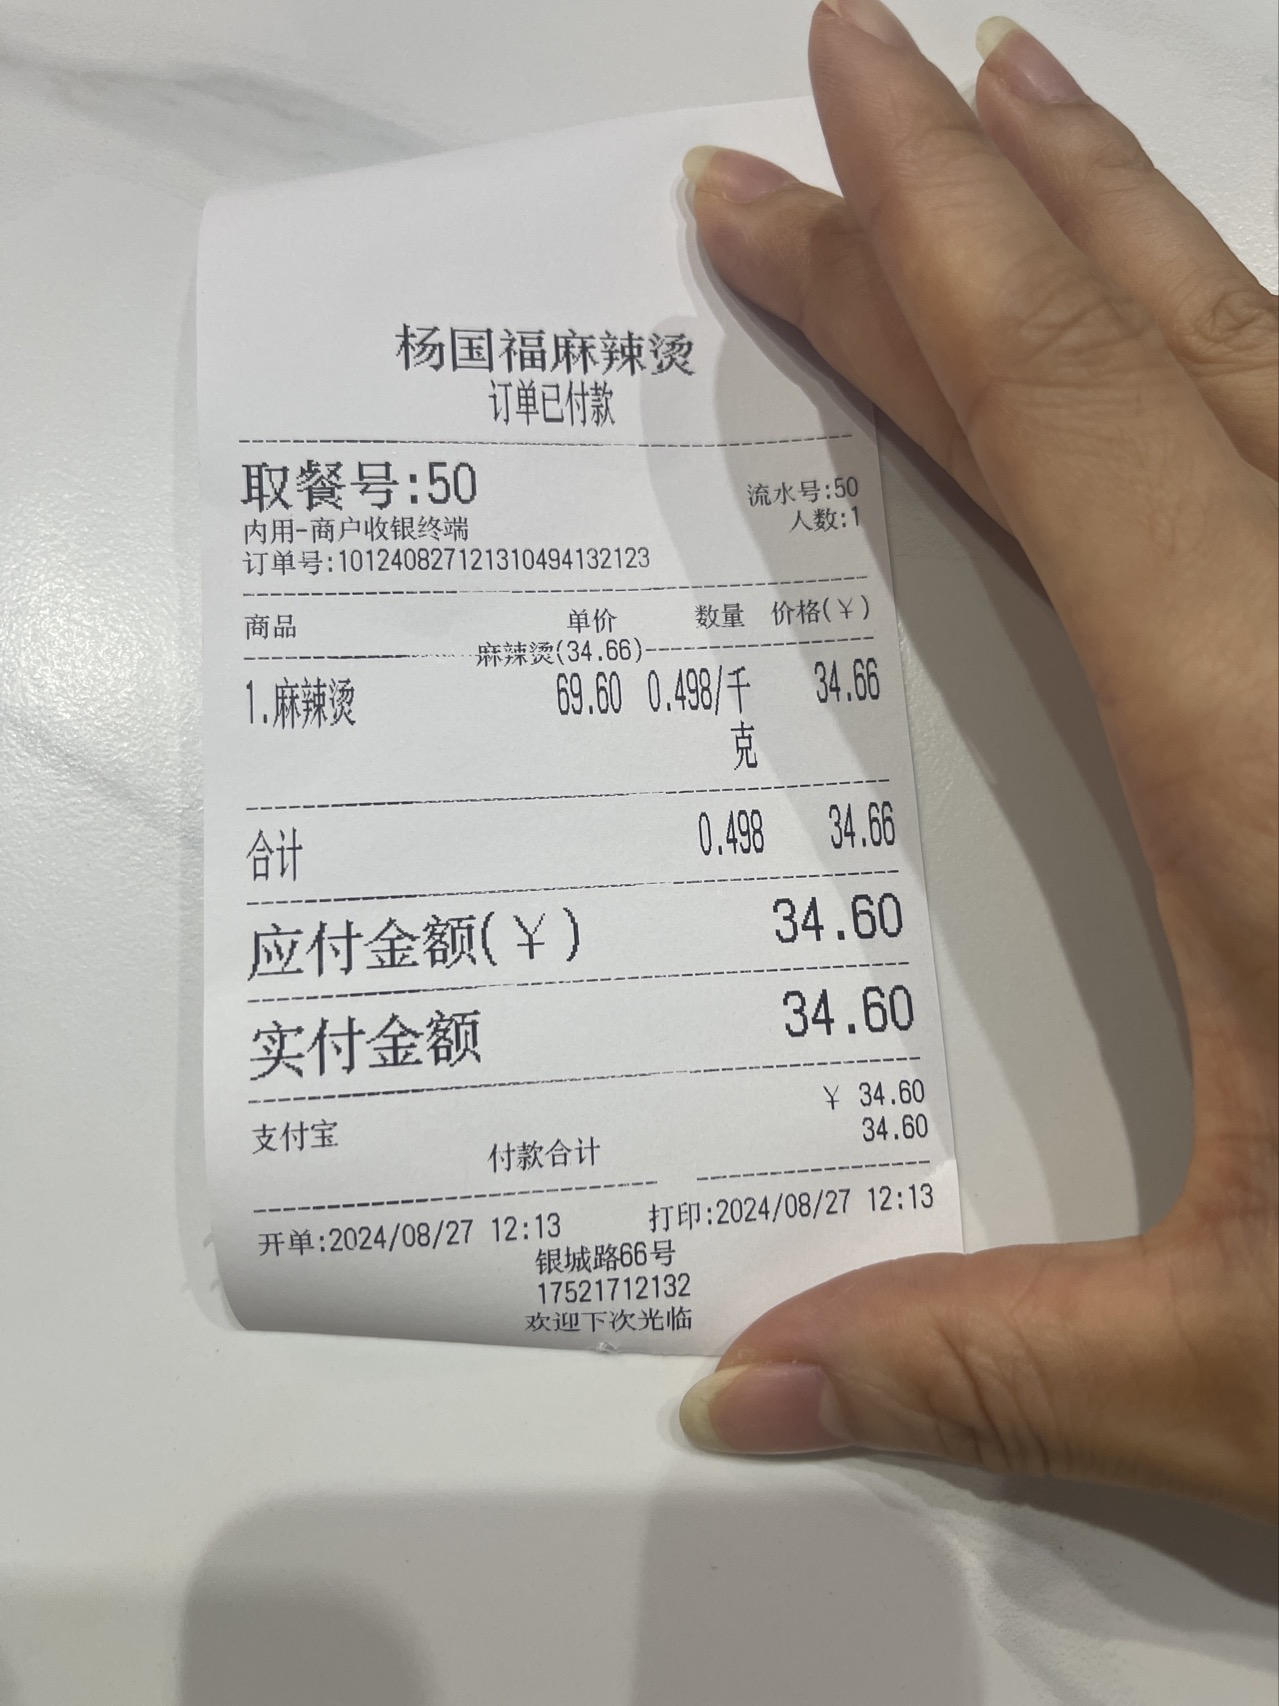 杨国福麻辣烫
订单已付款
取餐号:50
流水号:50
内用-商户收银终端
人数:1
订单号:101240827121310494132123
商品 单价 数量 价格(￥)
麻辣烫(34.66)
1.麻辣烫 69.60 0.498/千克 34.66
合计 0.498 34.66
应付金额(￥) 34.60
实付金额 34.60
支付宝 ￥ 34.60
付款合计 34.60
开单:2024/08/27 12:13 打印:2024/08/27 12:13
银城路66号
17521712132
欢迎下次光临